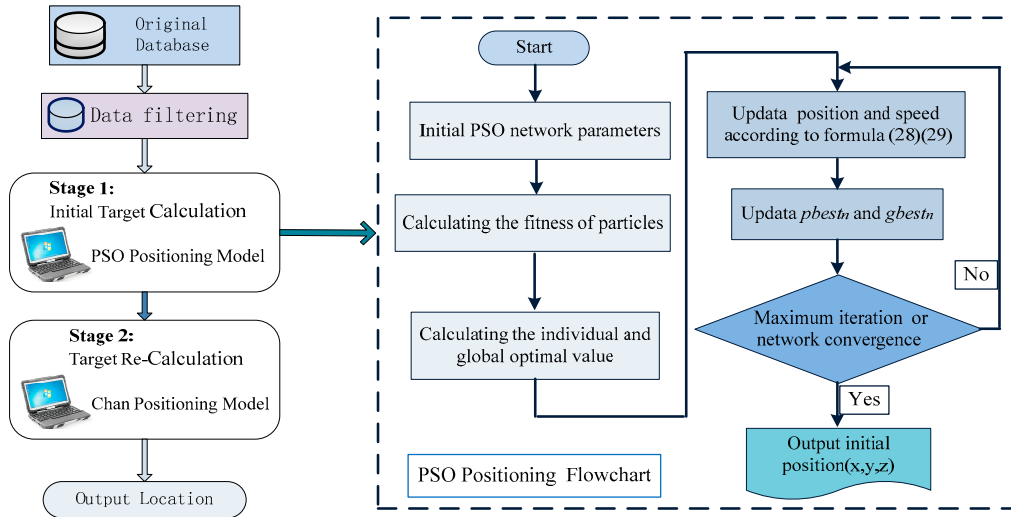 Original
Database
Data filtering
Stage 1:
Initial Target Calculation
PSO Positioning Model
Stage 2:
Target Re-Calculation
Chan Positioning Model
Output Location
Start
Initial PSO network parameters
Calculating the fitness of particles
Calculating the individual and
global optimal value
PSO Positioning Flowchart
Updata position and speed
according to formula (28)(29)
Updata pbestn and gbestn
No
Maximum iteration or
network convergence
Yes
Output initial
position(x,y,z)